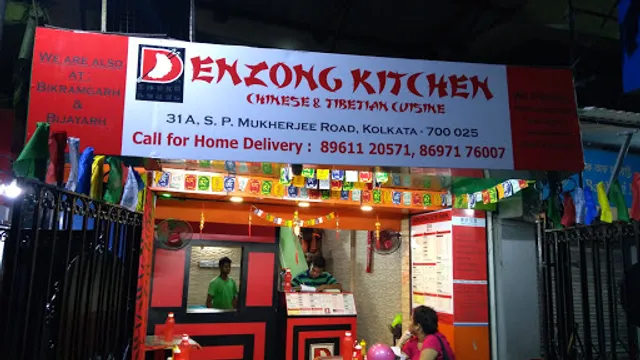 WE ARE ALSO
AT
BIKRAMGARH
&
BIJAYARH
DENZONG KITCHEN
CHINESE & TIBETIAN CUISINE
31A, S. P. MUKHERJEE ROAD, KOLKATA - 700 025
Call for Home Delivery : 89611 20571, 86971 76007